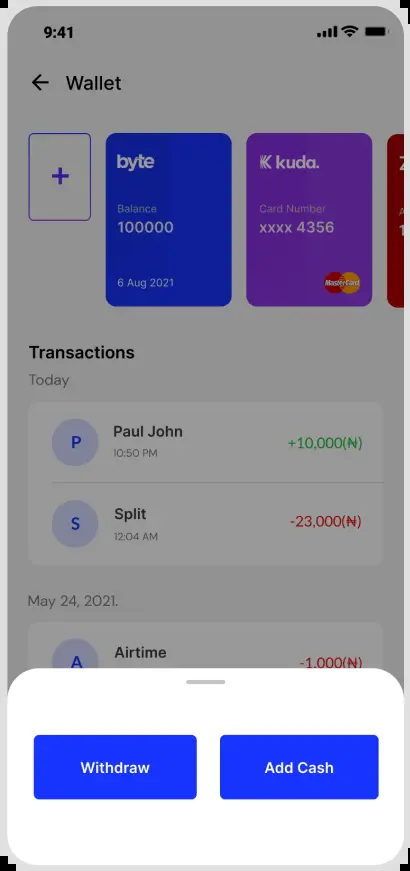 9:41
Wallet
+
byte
Balance
100000
6 Aug 2021
kuda.
Card Number
xxxx 4356
MasterCard
Transactions
Today
P
Paul John
10:50 PM
+10,000(₦)
S
Split
12:04 AM
-23,000(₦)
May 24, 2021.
A
Airtime
-1,000(₦)
Withdraw
Add Cash